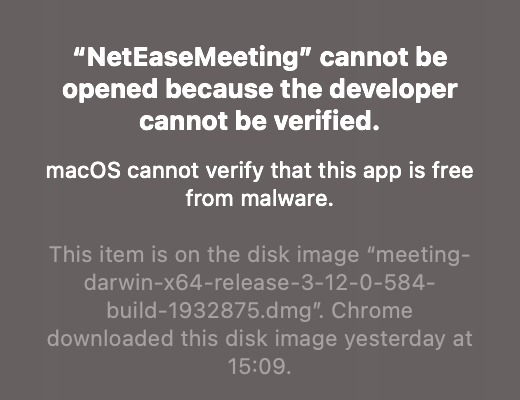 “NetEaseMeeting” cannot be
opened because the developer
cannot be verified.
macOS cannot verify that this app is free
from malware.
This item is on the disk image “meeting-
darwin-x64-release-3-12-0-584-
build-1932875.dmg”. Chrome
downloaded this disk image yesterday at
15:09.